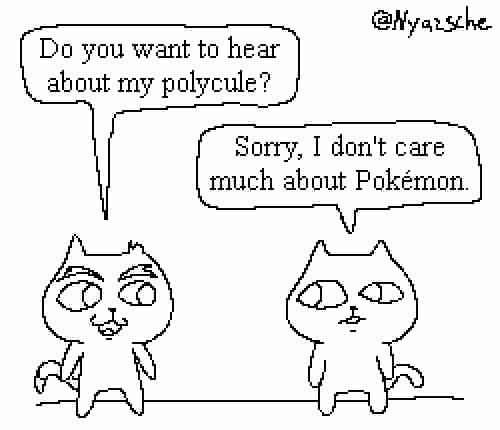 @Nyazsche
Do you want to hear
about my polycule?
Sorry, I don't care
much about Pokémon.